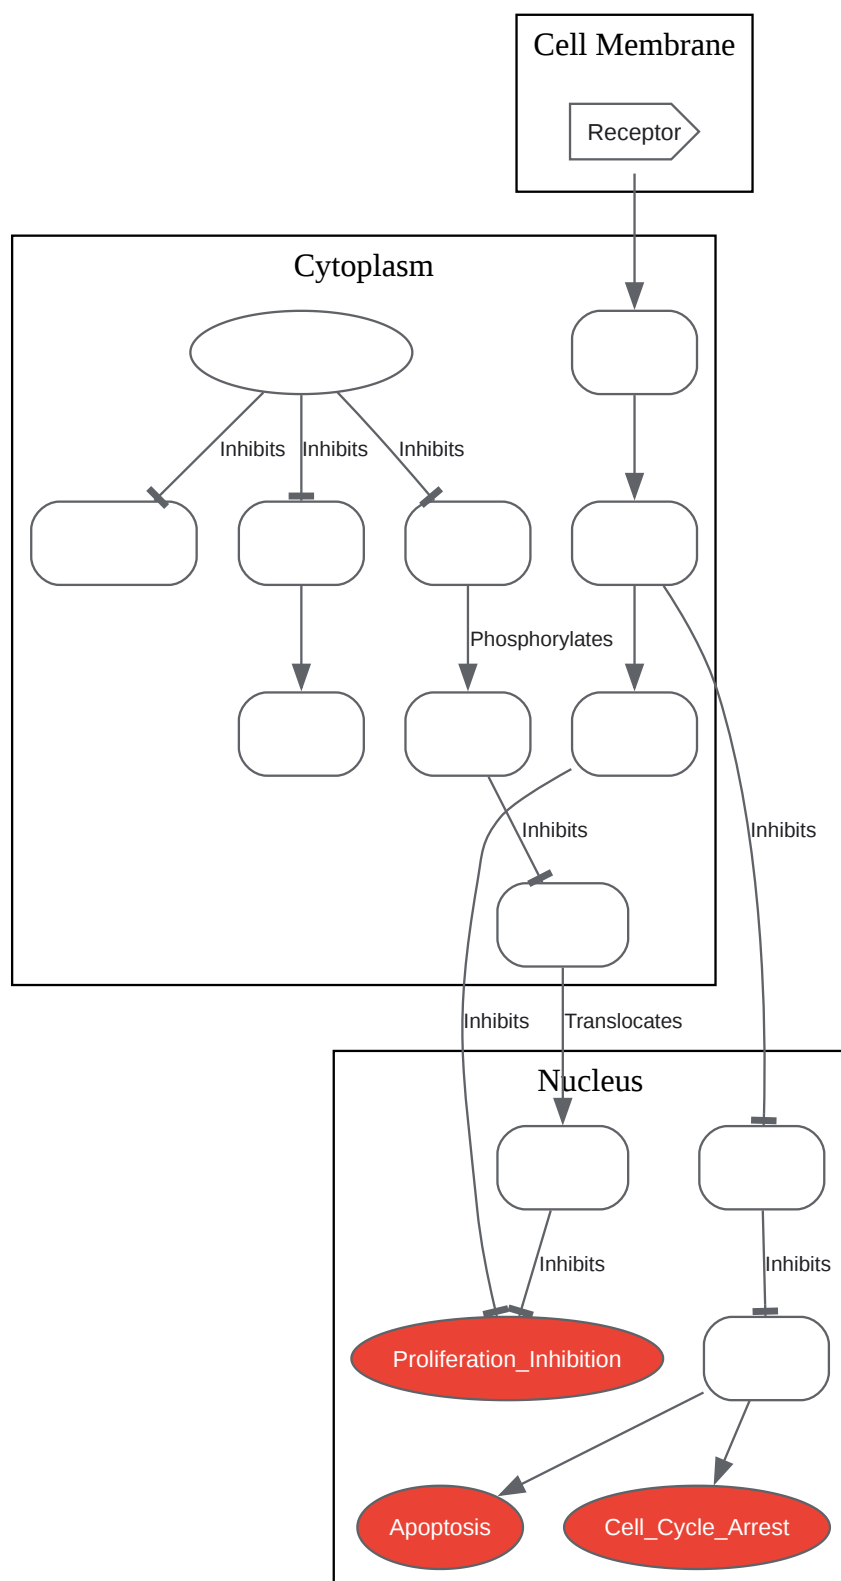 Cell Membrane
Receptor
Cytoplasm
Inhibits
Inhibits
Inhibits
Phosphorylates
Inhibits
Inhibits
Inhibits
Translocates
Nucleus
Inhibits
Inhibits
Proliferation_Inhibition
Apoptosis
Cell_Cycle_Arrest